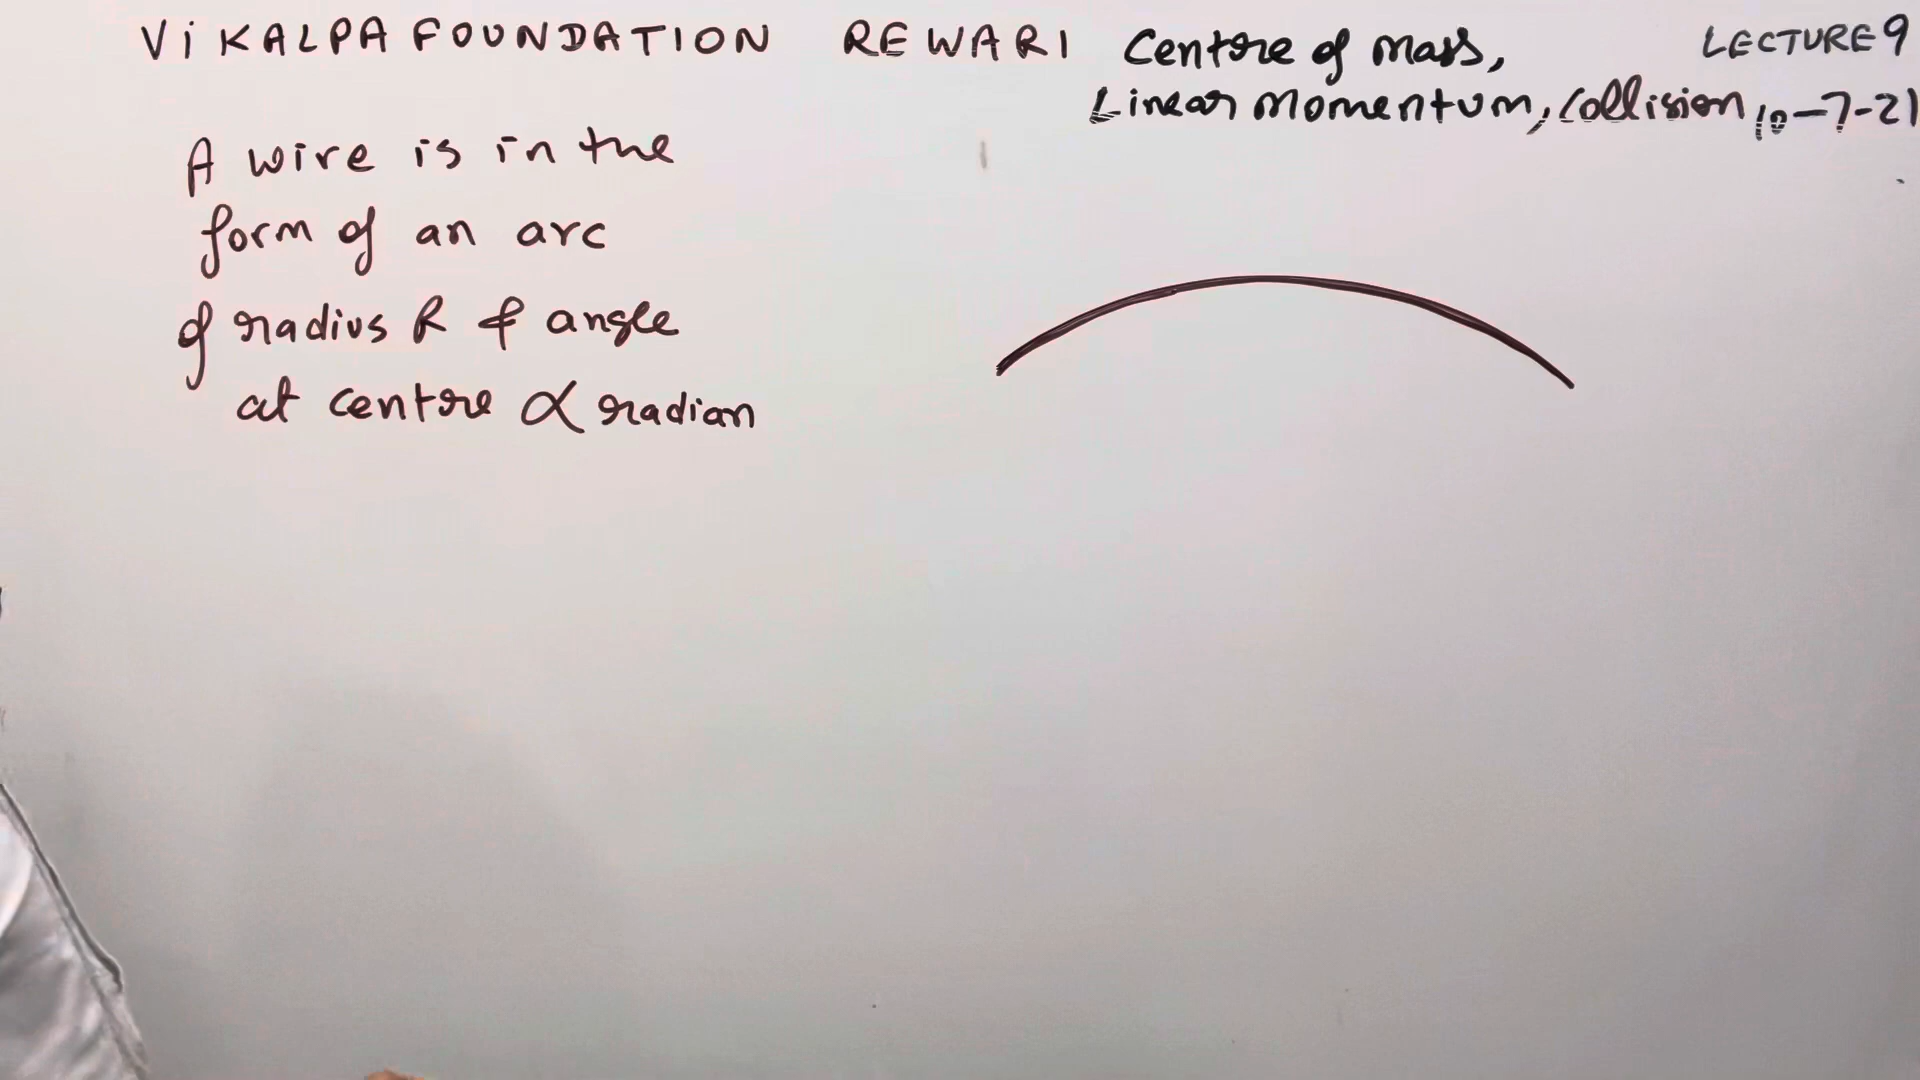 ViKALPA FOUNDATION REWARI
Centre of mass,
Linear Momentum, Collision
LECTURE 9
10-7-21
A wire is in the
form of an arc
of radius R & angle
at centre α radian